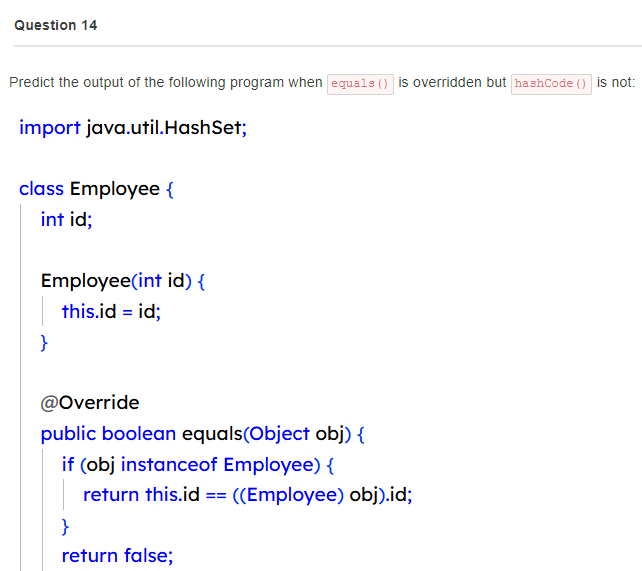 Question 14
Predict the output of the following program when equals() is overridden but hashCode() is not:
import java.util.HashSet;
class Employee {
int id;
Employee(int id) {
this.id = id;
}
@Override
public boolean equals(Object obj) {
if (obj instanceof Employee) {
return this.id == ((Employee) obj).id;
}
return false;